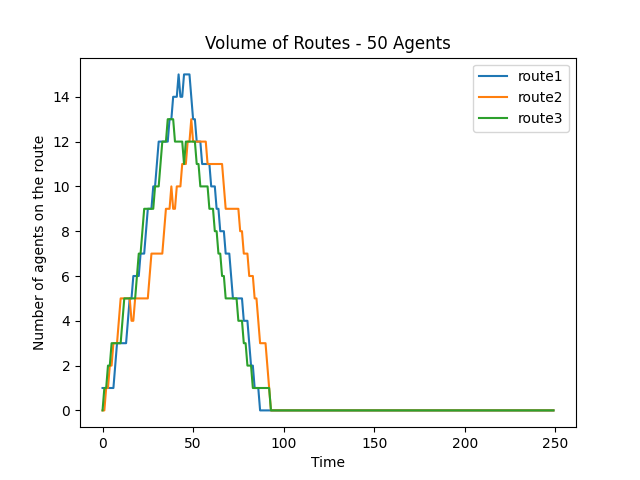 Volume of Routes - 50 Agents
route1
route2
route3
Number of agents on the route
14
12
10
8
6
4
2
0
0 50 100 150 200 250
Time